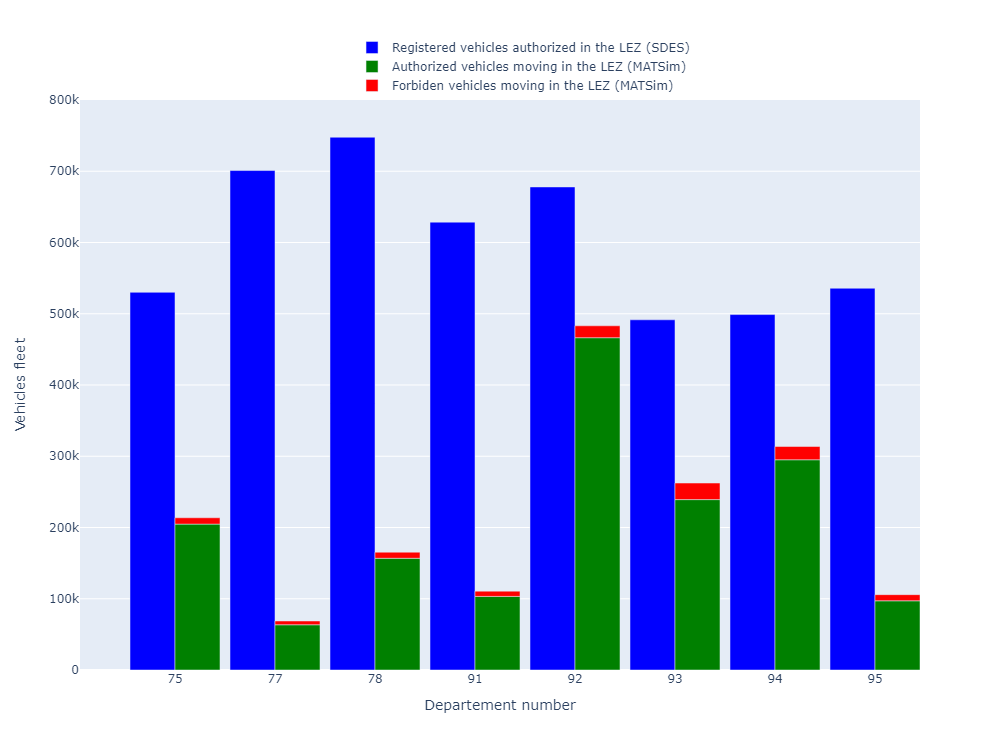 Registered vehicles authorized in the LEZ (SDES)
Authorized vehicles moving in the LEZ (MATSim)
Forbiden vehicles moving in the LEZ (MATSim)
800k
700k
600k
500k
400k
300k
200k
100k
0
Vehicles fleet
75 77 78 91 92 93 94 95
Departement number